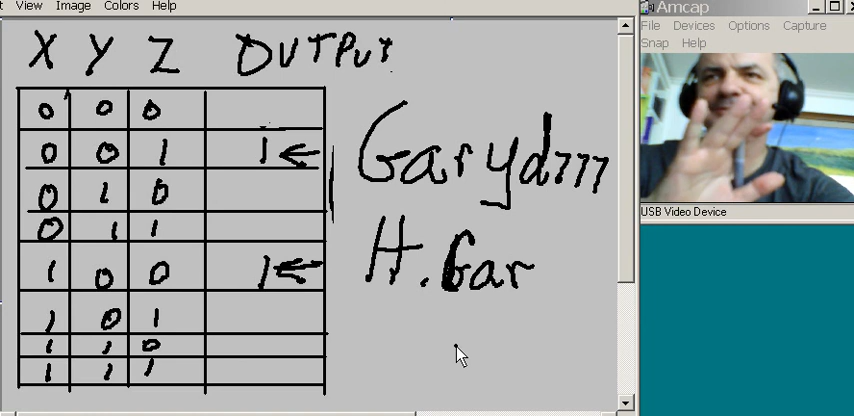 View Image Colors Help
X Y Z OUTPUT
0 0 0
0 0 1 1
0 1 0
0 1 1
1 0 0 1
1 0 1
1 1 0
1 1 1
Garyd777
H. Gar
Amcap
File Devices Options Capture
Snap Help
USB Video Device